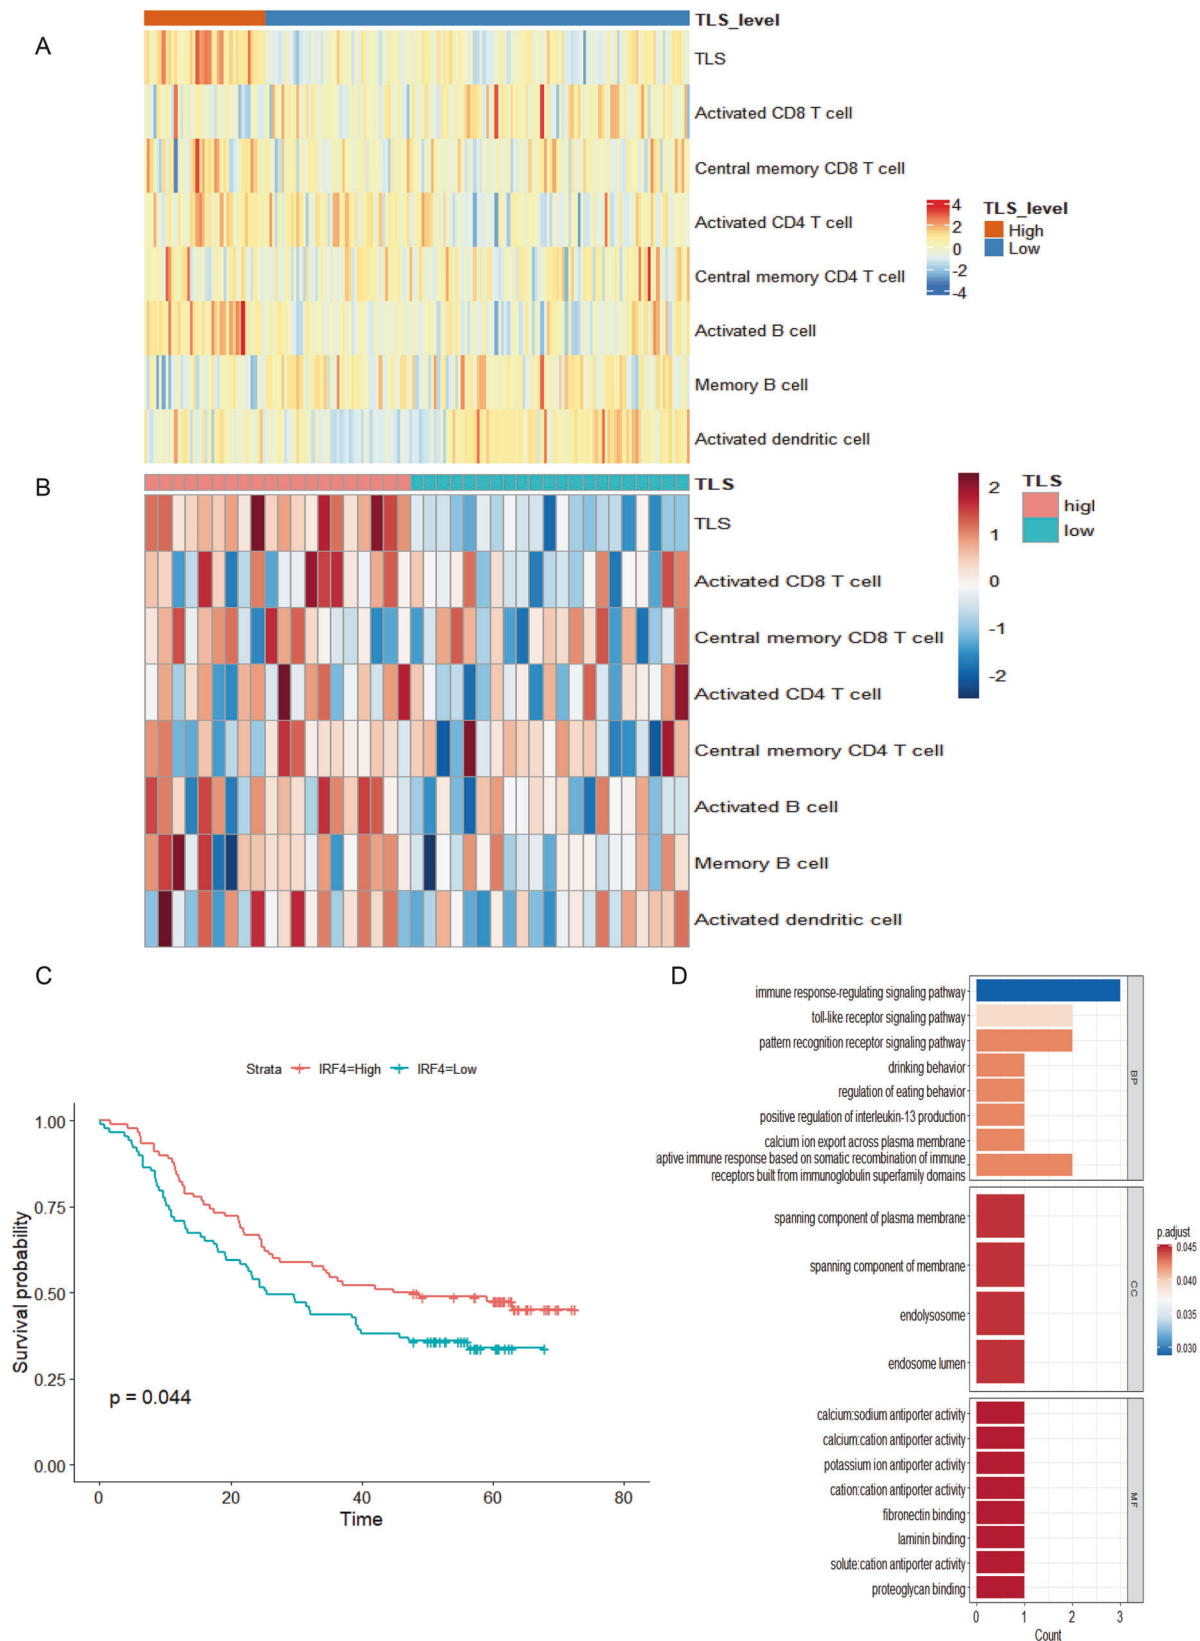 A
TLS_level
TLS
Activated CD8 T cell
Central memory CD8 T cell
Activated CD4 T cell
Central memory CD4 T cell
Activated B cell
Memory B cell
Activated dendritic cell
4
2
0
-2
-4
TLS_level
High
Low
B
TLS
TLS
Activated CD8 T cell
Central memory CD8 T cell
Activated CD4 T cell
Central memory CD4 T cell
Activated B cell
Memory B cell
Activated dendritic cell
2
1
0
-1
-2
TLS
higl
low
C
Strata IRF4=High IRF4=Low
Survival probability
1.00
0.75
0.50
0.25
0.00
p = 0.044
0 20 40 60 80
Time
D
immune response-regulating signaling pathway
toll-like receptor signaling pathway
pattern recognition receptor signaling pathway
drinking behavior
regulation of eating behavior
positive regulation of interleukin-13 production
calcium ion export across plasma membrane
aptive immune response based on somatic recombination of immune
receptors built from immunoglobulin superfamily domains
BP
spanning component of plasma membrane
spanning component of membrane
endolysosome
endosome lumen
CC
calcium:sodium antiporter activity
calcium:cation antiporter activity
potassium ion antiporter activity
cation:cation antiporter activity
fibronectin binding
laminin binding
solute:cation antiporter activity
proteoglycan binding
MF
0 1 2 3
Count
p.adjust
0.045
0.040
0.035
0.030